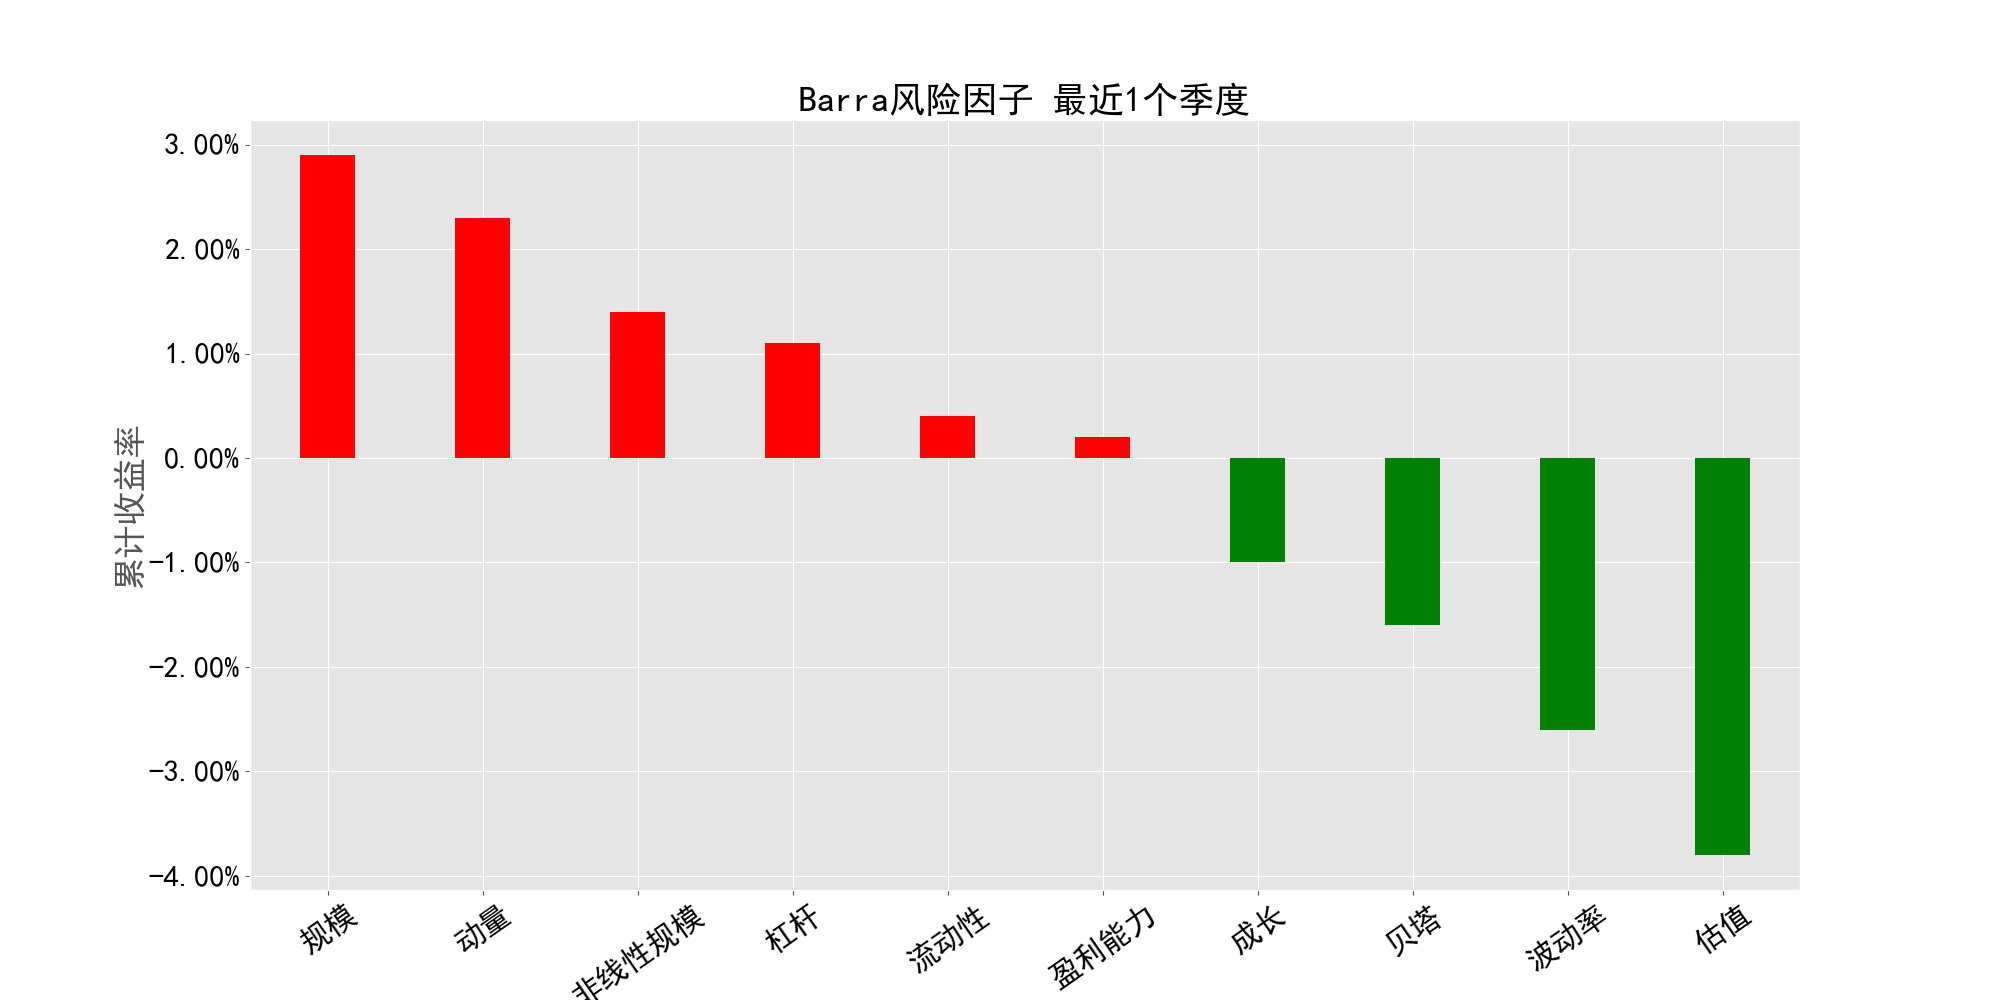 Barra风险因子 最近1个季度
累计收益率
3.00%
2.00%
1.00%
0.00%
-1.00%
-2.00%
-3.00%
-4.00%
规模
动量
非线性规模
杠杆
流动性
盈利能力
成长
贝塔
波动率
估值